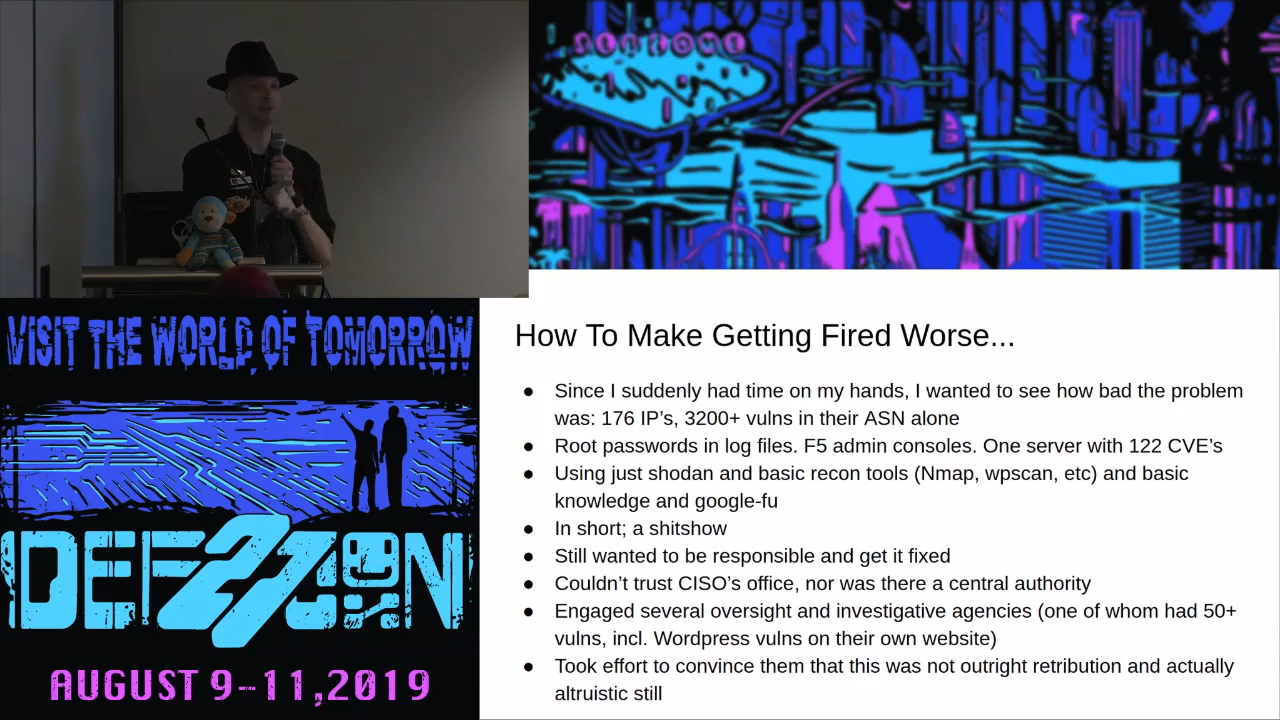 WELCOME
VISIT THE WORLD OF TOMORROW
DEF 27 CON
AUGUST 9-11,2019
How To Make Getting Fired Worse...
● Since I suddenly had time on my hands, I wanted to see how bad the problem
was: 176 IP’s, 3200+ vulns in their ASN alone
● Root passwords in log files. F5 admin consoles. One server with 122 CVE’s
● Using just shodan and basic recon tools (Nmap, wpscan, etc) and basic
knowledge and google-fu
● In short; a shitshow
● Still wanted to be responsible and get it fixed
● Couldn’t trust CISO’s office, nor was there a central authority
● Engaged several oversight and investigative agencies (one of whom had 50+
vulns, incl. Wordpress vulns on their own website)
● Took effort to convince them that this was not outright retribution and actually
altruistic still